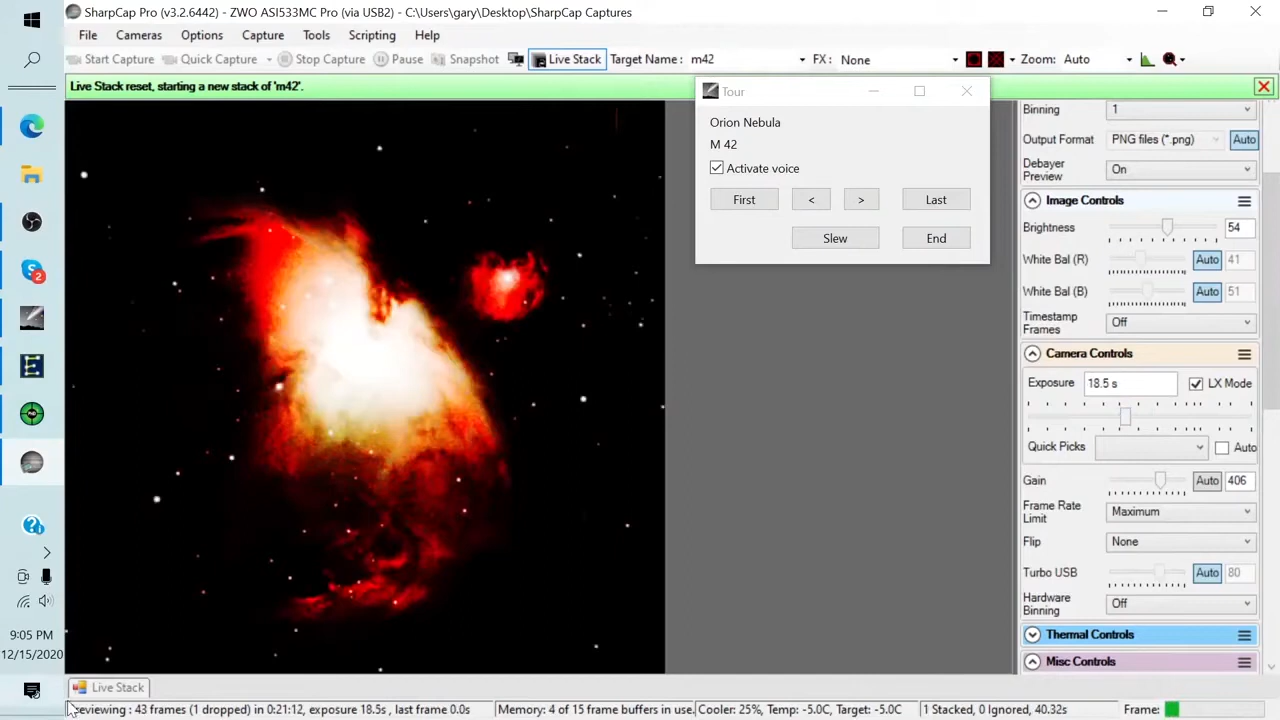 SharpCap Pro (v3.2.6442) - ZWO ASI533MC Pro (via USB2) - C:\Users\gary\Desktop\SharpCap Captures
File Cameras Options Capture Tools Scripting Help
Start Capture Quick Capture Stop Capture Pause Snapshot Live Stack Target Name : m42 FX : None Zoom: Auto
Live Stack reset, starting a new stack of 'm42'.
Tour
Orion Nebula
M 42
Activate voice
First < > Last
Slew End
Binning 1
Output Format PNG files (*.png) Auto
Debayer Preview On
Image Controls
Brightness 54
White Bal (R) Auto 41
White Bal (B) Auto 51
Timestamp Frames Off
Camera Controls
Exposure 18.5 s LX Mode
Quick Picks Auto
Gain Auto 406
Frame Rate Limit Maximum
Flip None
Turbo USB Auto 80
Hardware Binning Off
Thermal Controls
Misc Controls
2
9:05 PM
12/15/2020
Live Stack
eviewing : 43 frames (1 dropped) in 0:21:12, exposure 18.5s , last frame 0.0s Memory: 4 of 15 frame buffers in use. Cooler: 25%, Temp: -5.0C, Target: -5.0C 1 Stacked, 0 Ignored, 40.32s Frame: